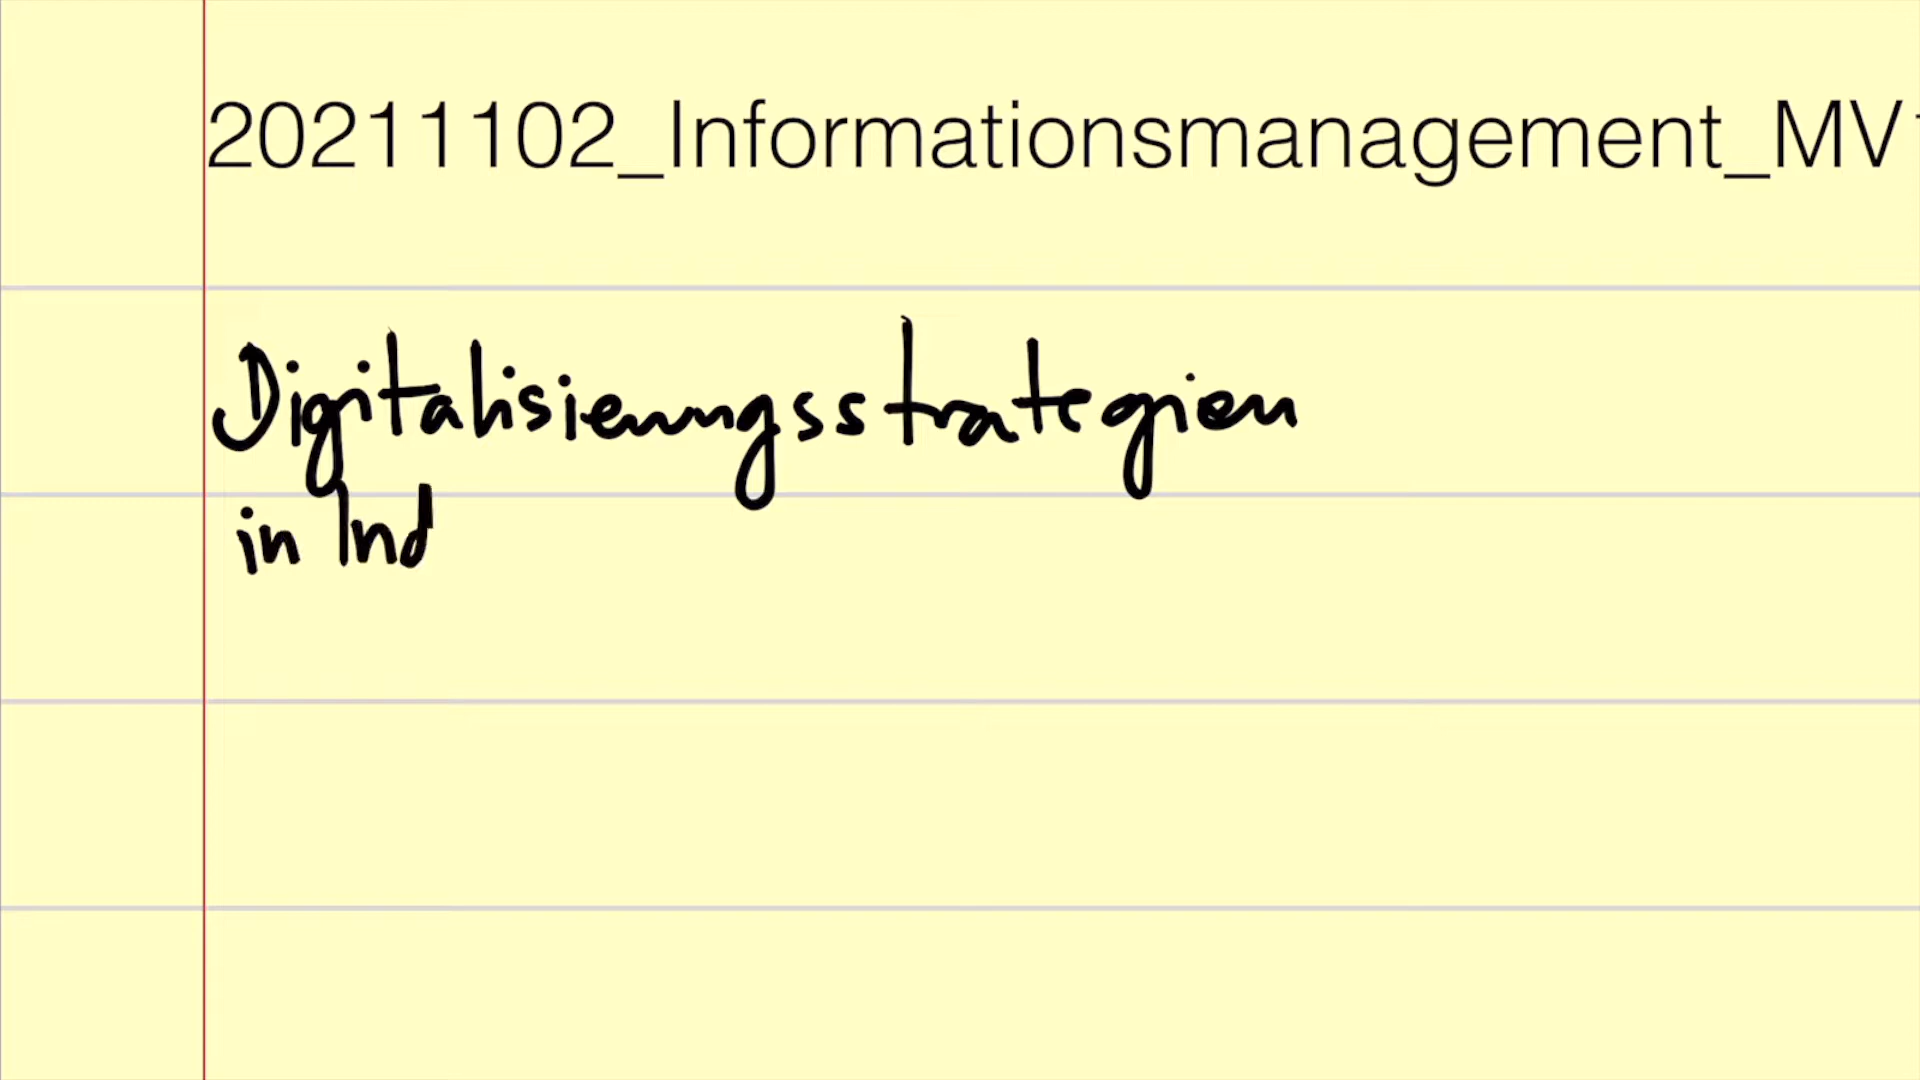 20211102_Informationsmanagement_MV
Digitalisierungsstrategien
in Ind